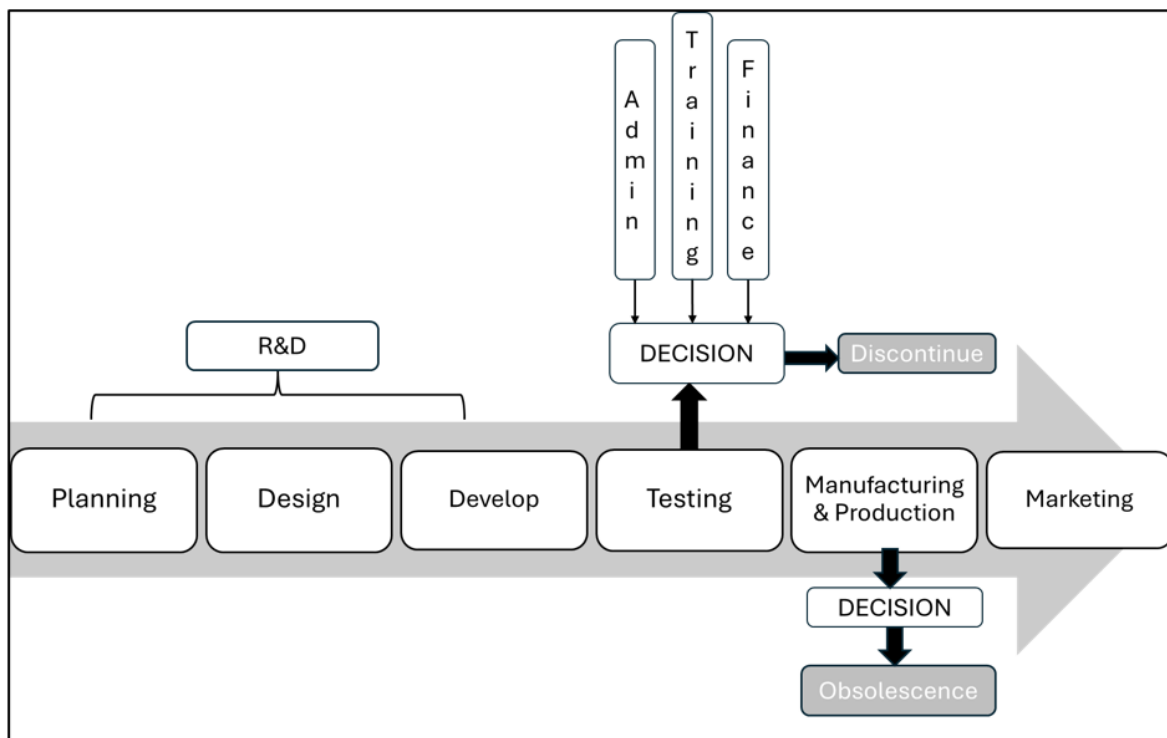 Admin
Training
Finance
R&D
DECISION
Discontinue
Planning
Design
Develop
Testing
Manufacturing
& Production
Marketing
DECISION
Obsolescence